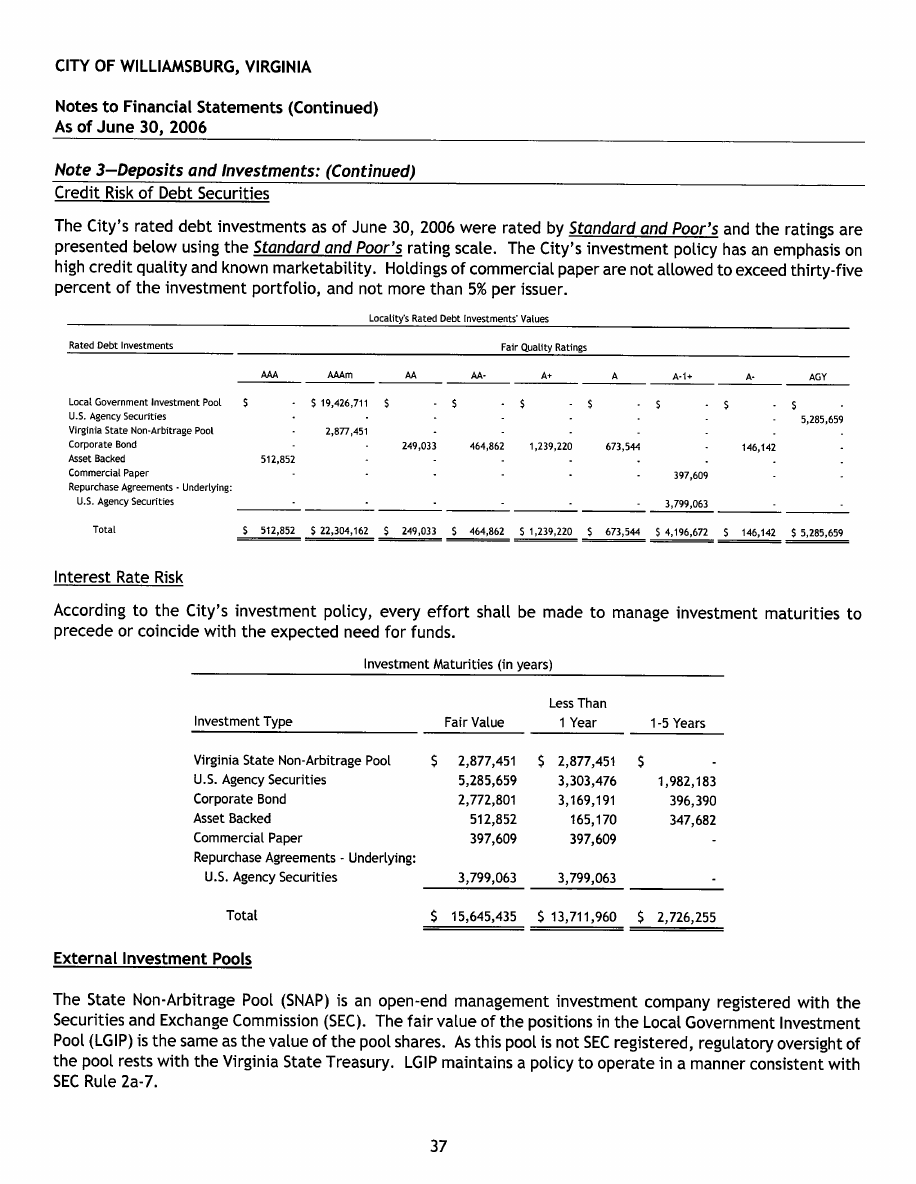 CITY OF WILLIAMSBURG, VIRGINIA
Notes to Financial Statements (Continued)
As of June 30, 2006
Note 3—Deposits and Investments: (Continued)
Credit Risk of Debt Securities
The City's rated debt investments as of June 30, 2006 were rated by Standard and Poor's and the ratings are
presented below using the Standard and Poor's rating scale. The City's investment policy has an emphasis on
high credit quality and known marketability. Holdings of commercial paper are not allowed to exceed thirty-five
percent of the investment portfolio, and not more than 5% per issuer.
Locality's Rated Debt Investments' Values
Rated Debt Investments Fair Quality Ratings
AAA AAAm AA AA- A+ A A-1+ A- AGY
Local Government Investment Pool $ - $ 19,426,711 $ - $ - $ - $ - $ - $ - $ -
U.S. Agency Securities - - - - - - - - 5,285,659
Virginia State Non-Arbitrage Pool - 2,877,451 - - - - - - -
Corporate Bond - - 249,033 464,862 1,239,220 673,544 - 146,142 -
Asset Backed 512,852 - - - - - - - -
Commercial Paper - - - - - - 397,609 - -
Repurchase Agreements - Underlying:
U.S. Agency Securities - - - - - - 3,799,063 - -
Total $ 512,852 $ 22,304,162 $ 249,033 $ 464,862 $ 1,239,220 $ 673,544 $ 4,196,672 $ 146,142 $ 5,285,659
Interest Rate Risk
According to the City's investment policy, every effort shall be made to manage investment maturities to
precede or coincide with the expected need for funds.
Investment Maturities (in years)
Less Than
Investment Type Fair Value 1 Year 1-5 Years
Virginia State Non-Arbitrage Pool $ 2,877,451 $ 2,877,451 $ -
U.S. Agency Securities 5,285,659 3,303,476 1,982,183
Corporate Bond 2,772,801 3,169,191 396,390
Asset Backed 512,852 165,170 347,682
Commercial Paper 397,609 397,609 -
Repurchase Agreements - Underlying:
U.S. Agency Securities 3,799,063 3,799,063 -
Total $ 15,645,435 $ 13,711,960 $ 2,726,255
External Investment Pools
The State Non-Arbitrage Pool (SNAP) is an open-end management investment company registered with the
Securities and Exchange Commission (SEC). The fair value of the positions in the Local Government Investment
Pool (LGIP) is the same as the value of the pool shares. As this pool is not SEC registered, regulatory oversight of
the pool rests with the Virginia State Treasury. LGIP maintains a policy to operate in a manner consistent with
SEC Rule 2a-7.
37